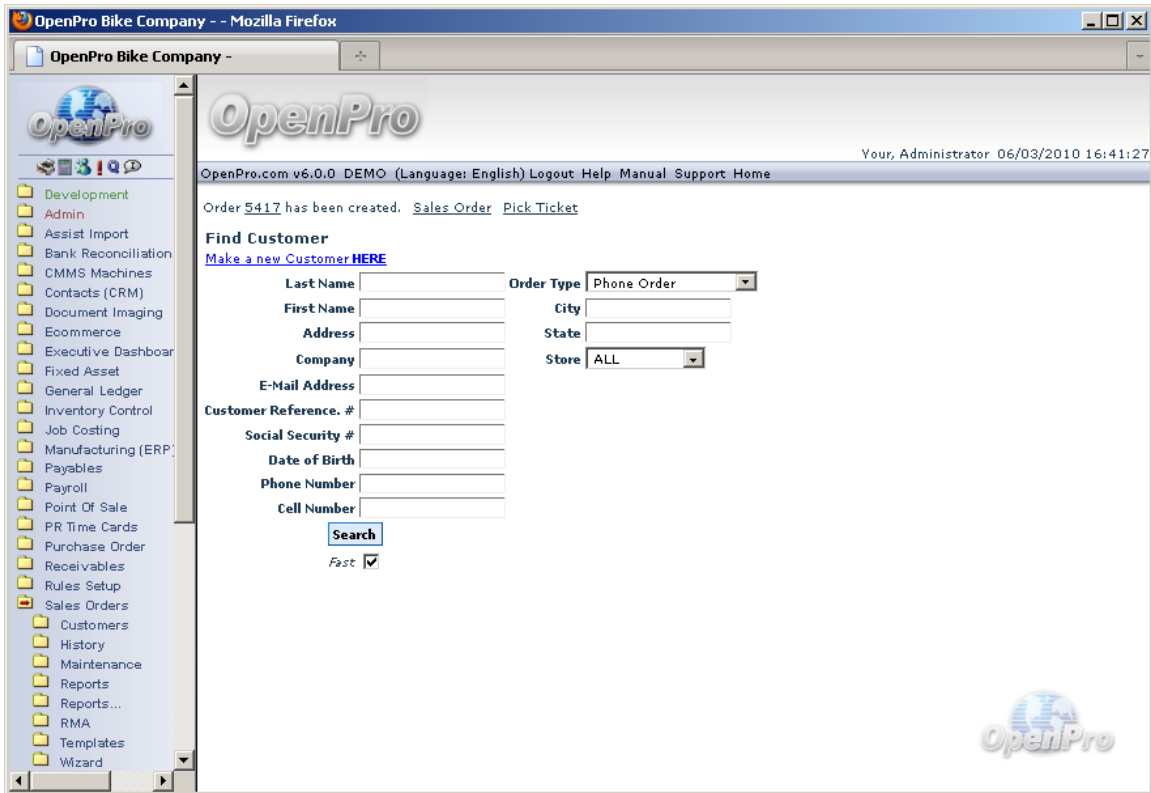 OpenPro Bike Company - - Mozilla Firefox
OpenPro Bike Company -
OpenPro
OpenPro
Your, Administrator 06/03/2010 16:41:27
OpenPro.com v6.0.0 DEMO (Language: English) Logout Help Manual Support Home
Development
Admin
Assist Import
Bank Reconciliation
CMMS Machines
Contacts (CRM)
Document Imaging
Ecommerce
Executive Dashboar
Fixed Asset
General Ledger
Inventory Control
Job Costing
Manufacturing (ERP)
Payables
Payroll
Point Of Sale
PR Time Cards
Purchase Order
Receivables
Rules Setup
Sales Orders
Customers
History
Maintenance
Reports
Reports...
RMA
Templates
Wizard
Order 5417 has been created. Sales Order Pick Ticket
Find Customer
Make a new Customer HERE
Last Name Order Type Phone Order
First Name City
Address State
Company Store ALL
E-Mail Address
Customer Reference. #
Social Security #
Date of Birth
Phone Number
Cell Number
Search
Fast
OpenPro